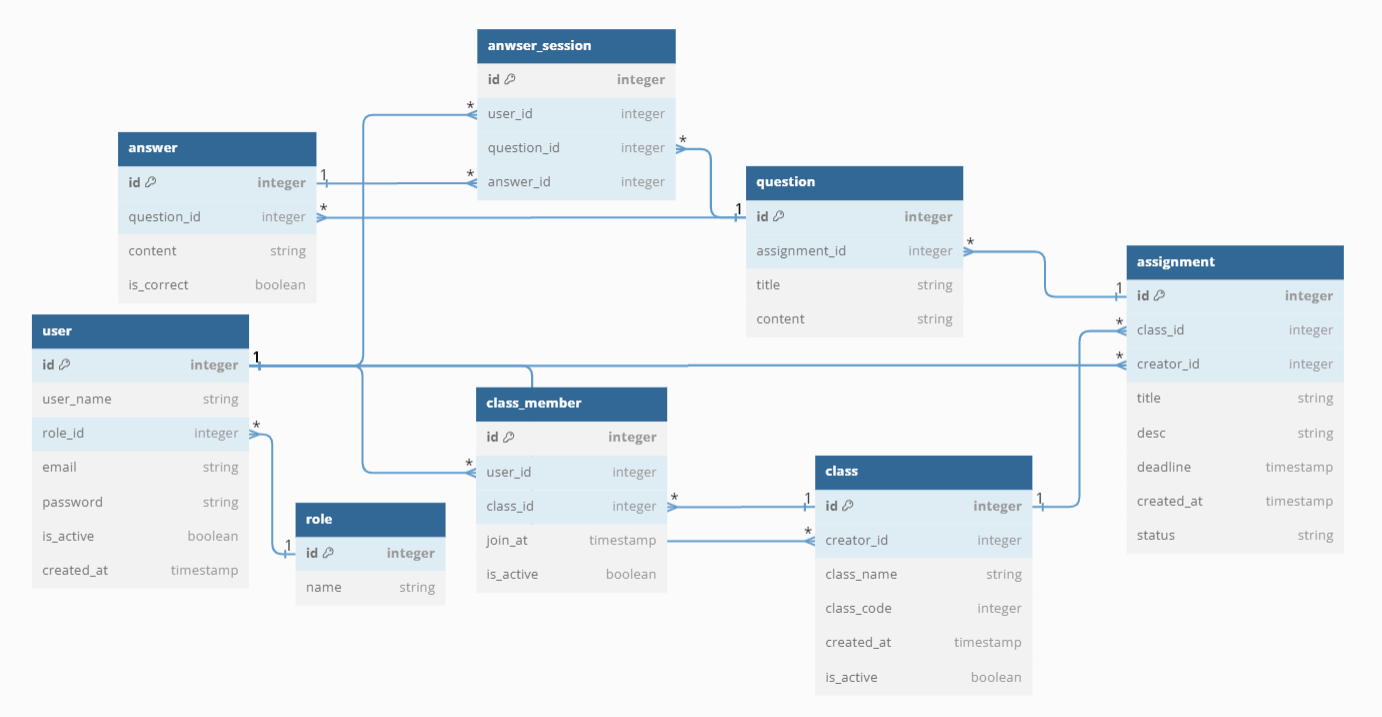 anwser_session
id integer
user_id integer
question_id integer
answer_id integer
answer
id integer
question_id integer
content string
is_correct boolean
question
id integer
assignment_id integer
title string
content string
assignment
id integer
class_id integer
creator_id integer
title string
desc string
deadline timestamp
created_at timestamp
status string
user
id integer
user_name string
role_id integer
email string
password string
is_active boolean
created_at timestamp
role
id integer
name string
class_member
id integer
user_id integer
class_id integer
join_at timestamp
is_active boolean
class
id integer
creator_id integer
class_name string
class_code integer
created_at timestamp
is_active boolean
1 *
* 1
* 1
*
* 1
1 *
*
* 1
*
* 1
*
1 *